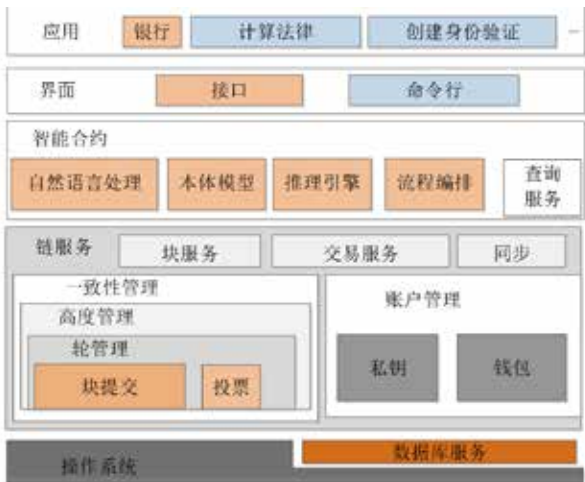 应用 银行 计算法律 创建身份验证
界面 接口 命令行
智能合约
自然语言处理 本体模型 推理引擎 流程编排 查询
服务
链服务 块服务 交易服务 同步
一致性管理
账户管理
高度管理
轮管理
私钥 钱包
块提交 投票
数据库服务
操作系统